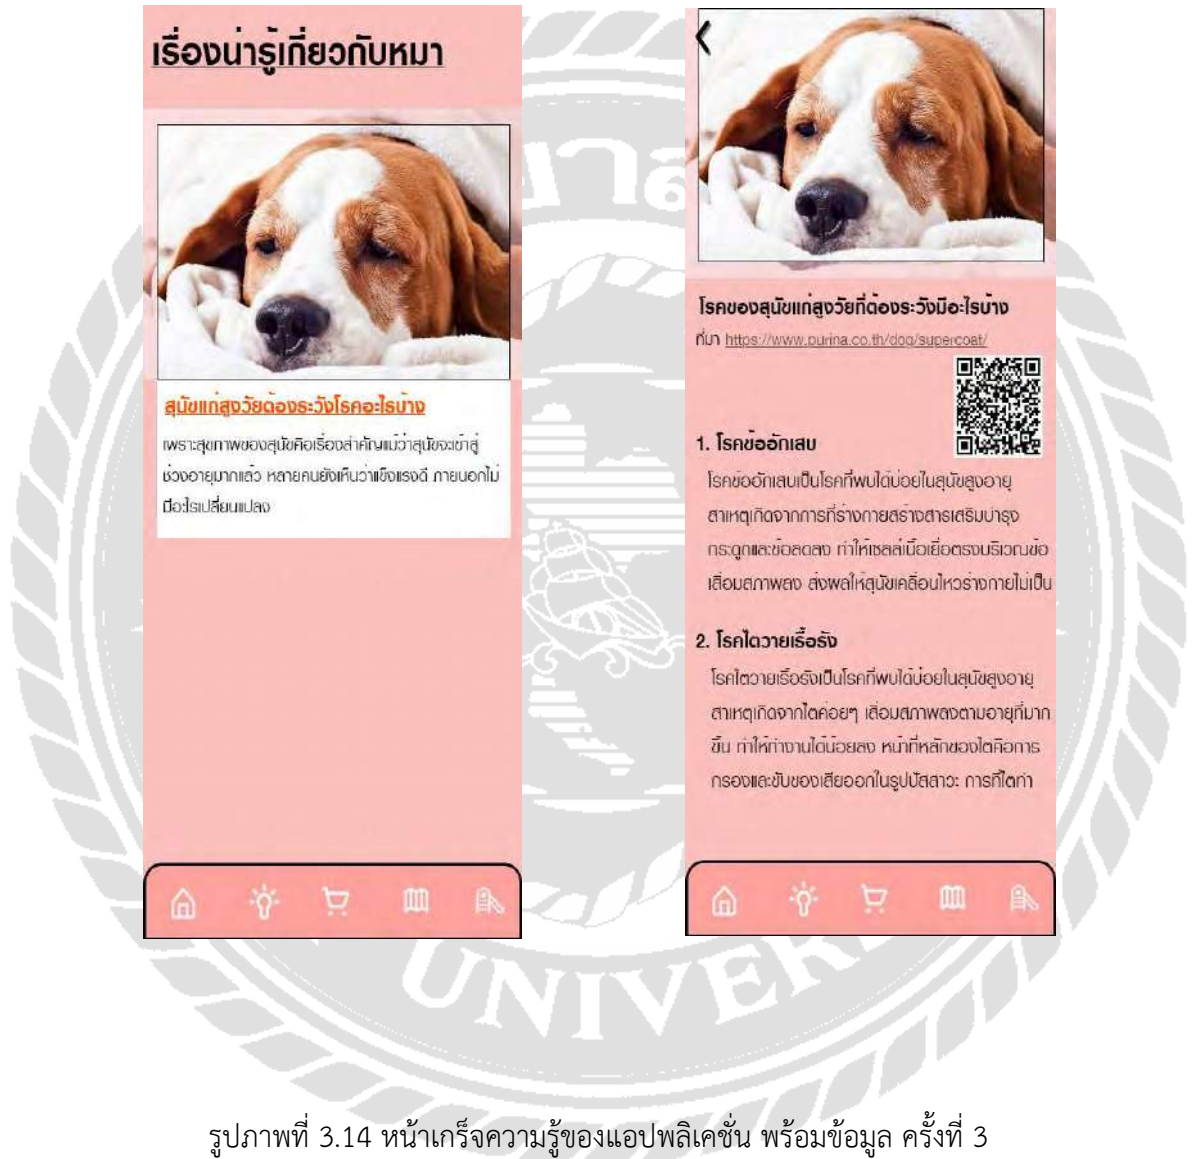 เรื่องน่ารู้เกี่ยวกับหมา
สุนัขแก่สูงวัยต้องระวังโรคอะไรบ้าง
เพราะสุขภาพของสุนัขคือเรื่องสำคัญแม้ว่าสุนัขจะเข้าสู่
ช่วงอายุมากแล้ว หลายคนยังเห็นว่าแข็งแรงดี ภายนอกไม่
มีอะไรเปลี่ยนแปลง
โรคของสุนัขแก่สูงวัยที่ต้องระวังมีอะไรบ้าง
ที่มา https://www.purina.co.th/dog/supercoat/
1. โรคข้ออักเสบ
โรคข้ออักเสบเป็นโรคที่พบได้บ่อยในสุนัขสูงอายุ
สาเหตุเกิดจากการที่ร่างกายสร้างสารเสริมบำรุง
กระดูกและข้อลดลง ทำให้เซลล์เนื้อเยื่อตรงบริเวณข้อ
เสื่อมสภาพลง ส่งผลให้สุนัขเคลื่อนไหวร่างกายไม่เป็น
2. โรคไตวายเรื้อรัง
โรคไตวายเรื้อรังเป็นโรคที่พบได้บ่อยในสุนัขสูงอายุ
สาเหตุเกิดจากไตค่อยๆ เสื่อมสภาพลงตามอายุที่มาก
ขึ้น ทำให้ทำงานได้น้อยลง หน้าที่หลักของไตคือการ
กรองและขับของเสียออกในรูปปัสสาวะ การที่ไตทำ
UNIVER
รูปภาพที่ 3.14 หน้าเกร็จความรู้ของแอปพลิเคชั่น พร้อมข้อมูล ครั้งที่ 3